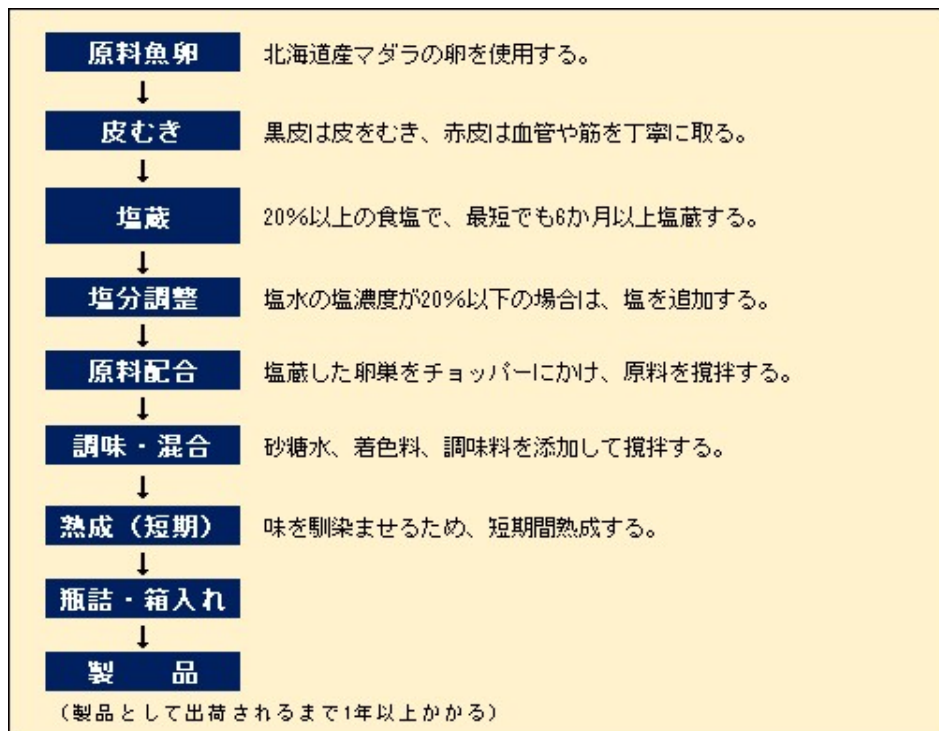 原料魚卵 北海道産マダラの卵を使用する。
↓
皮むき 黒皮は皮をむき、赤皮は血管や筋を丁寧に取る。
↓
塩蔵 20%以上の食塩で、最短でも6か月以上塩蔵する。
↓
塩分調整 塩水の塩濃度が20%以下の場合は、塩を追加する。
↓
原料配合 塩蔵した卵巣をチョッパーにかけ、原料を撹拌する。
↓
調味・混合 砂糖水、着色料、調味料を添加して撹拌する。
↓
熟成（短期） 味を馴染ませるため、短期間熟成する。
↓
瓶詰・箱入れ
↓
製　品
（製品として出荷されるまで1年以上かかる）